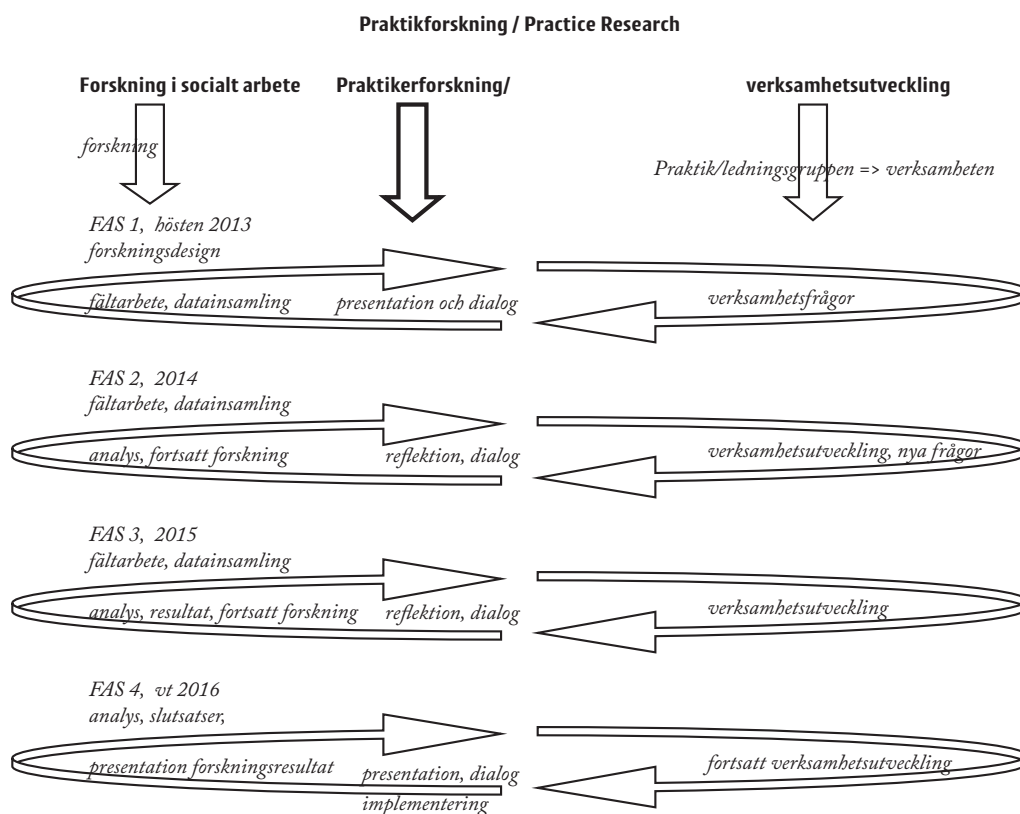 Praktikforskning / Practice Research
Forskning i socialt arbete Praktikerforskning/ verksamhetsutveckling
forskning
Praktik/ledningsgruppen => verksamheten
FAS 1, hösten 2013
forskningsdesign
fältarbete, datainsamling presentation och dialog verksamhetsfrågor
FAS 2, 2014
fältarbete, datainsamling
analys, fortsatt forskning reflektion, dialog verksamhetsutveckling, nya frågor
FAS 3, 2015
fältarbete, datainsamling
analys, resultat, fortsatt forskning reflektion, dialog verksamhetsutveckling
FAS 4, vt 2016
analys, slutsatser,
presentation forskningsresultat presentation, dialog fortsatt verksamhetsutveckling
implementering